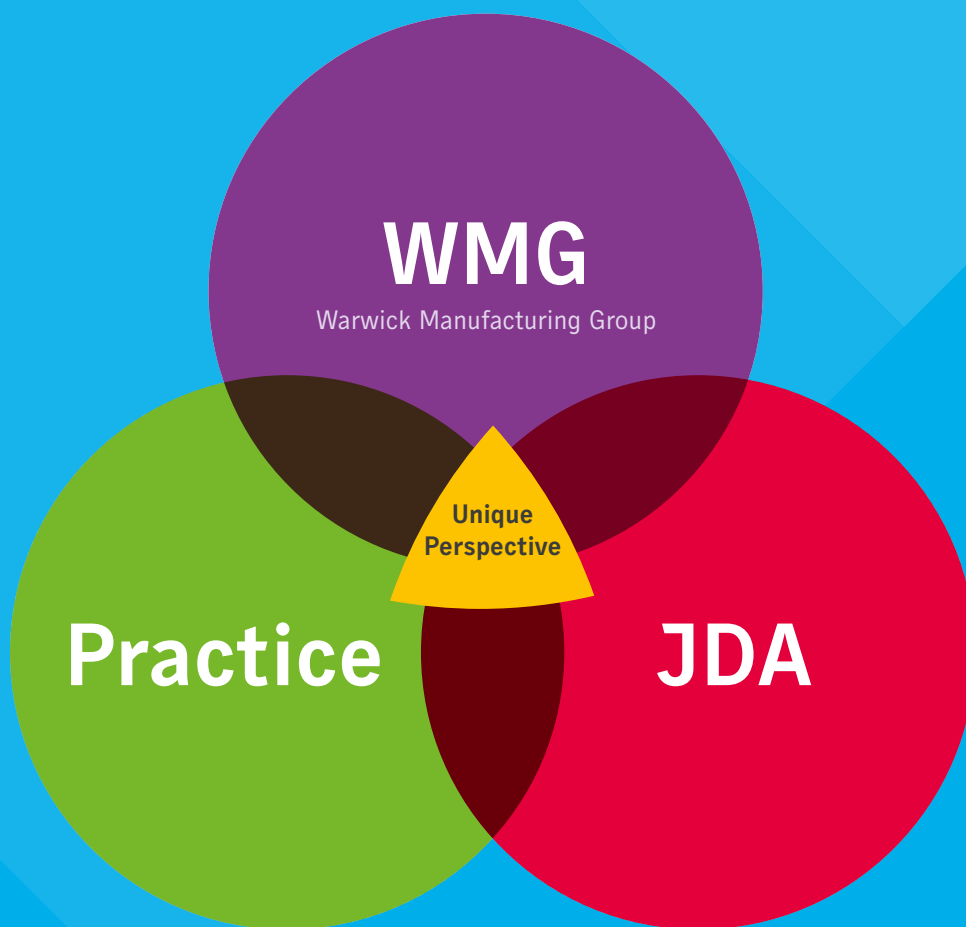 WMG
Warwick Manufacturing Group
Unique
Perspective
Practice
JDA